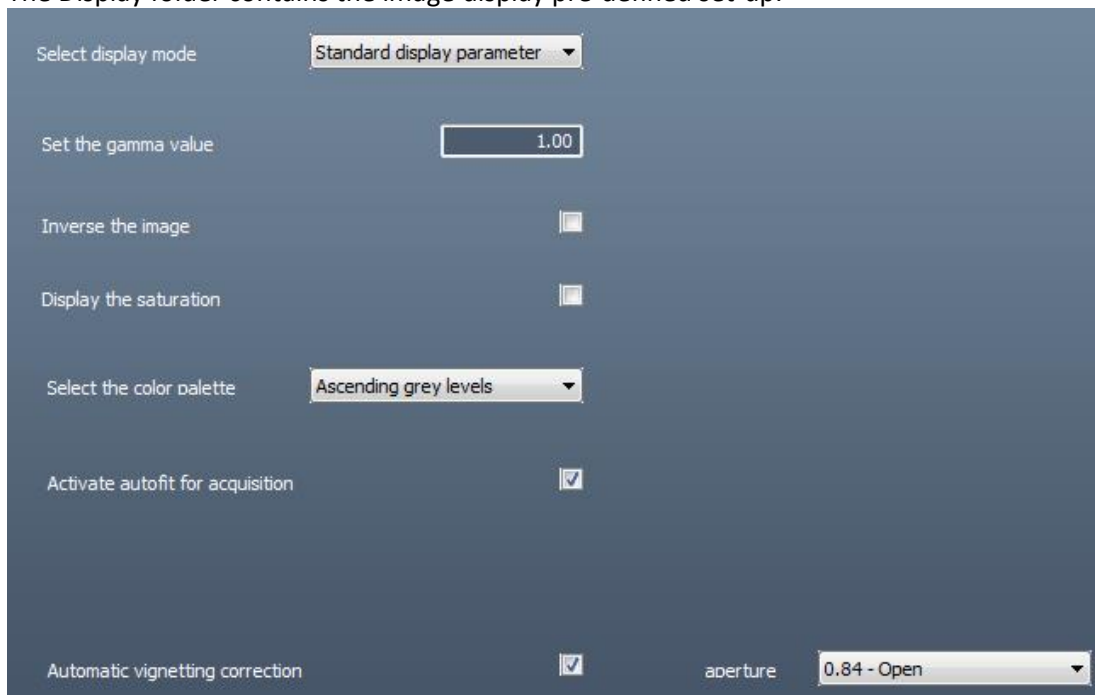 The Display folder contains the image display pre-defined set-up.
Select display mode Standard display parameter
Set the gamma value 1.00
Inverse the image
Display the saturation
Select the color palette Ascending grey levels
Activate autofit for acquisition
Automatic vignetting correction aperture 0.84 - Open